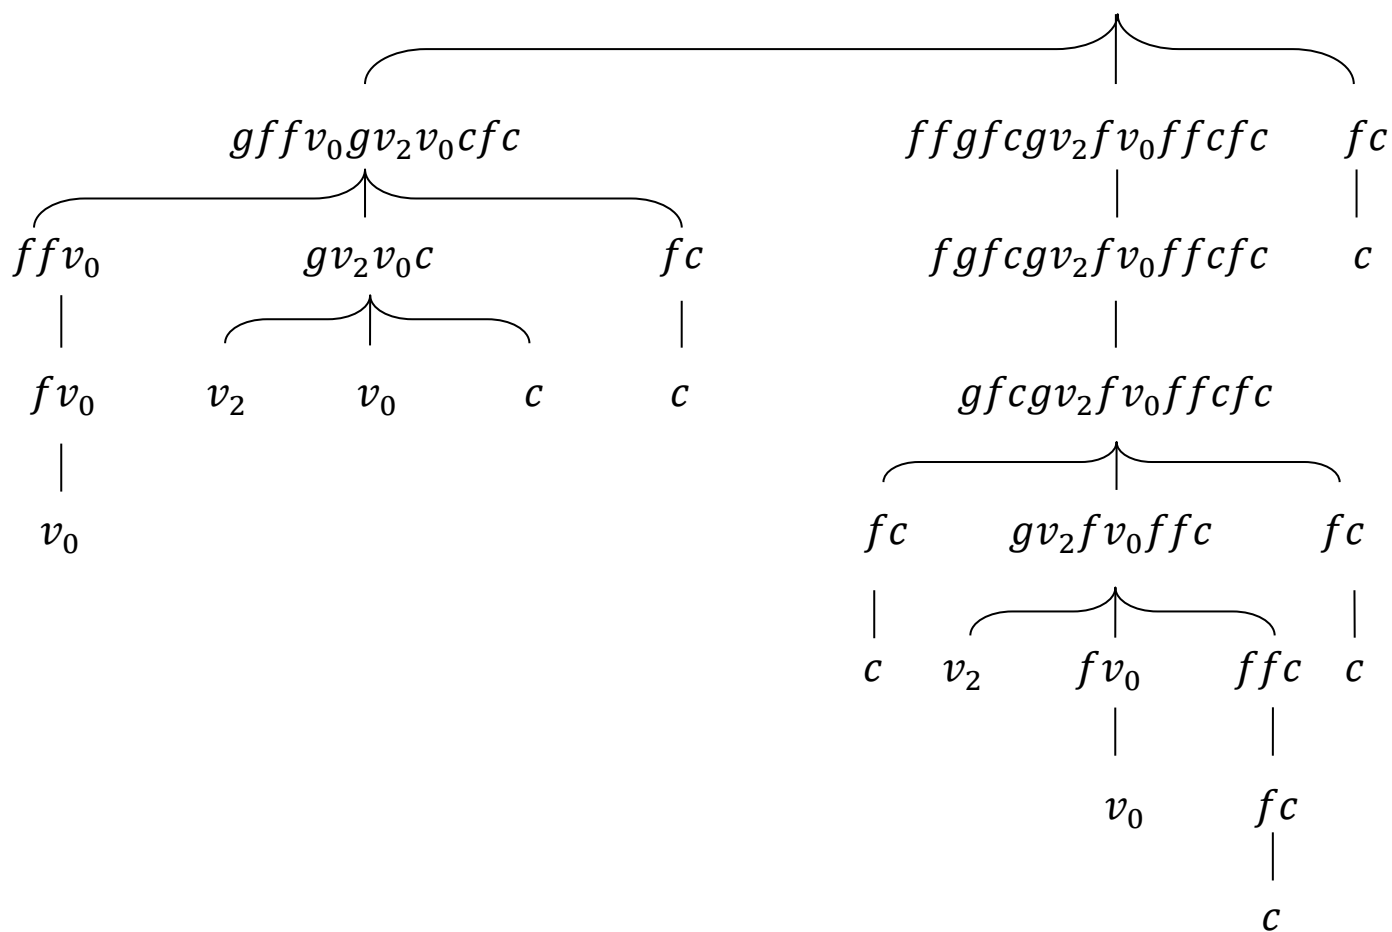 gffv₀gv₂v₀cfc ffgfcgv₂fv₀ffcfc fc
ffv₀ gv₂v₀c fc fgfcgv₂fv₀ffcfc c
fv₀ v₂ v₀ c c gfcgv₂fv₀ffcfc
v₀ fc gv₂fv₀ffc fc
c v₂ fv₀ ffc c
v₀ fc
c